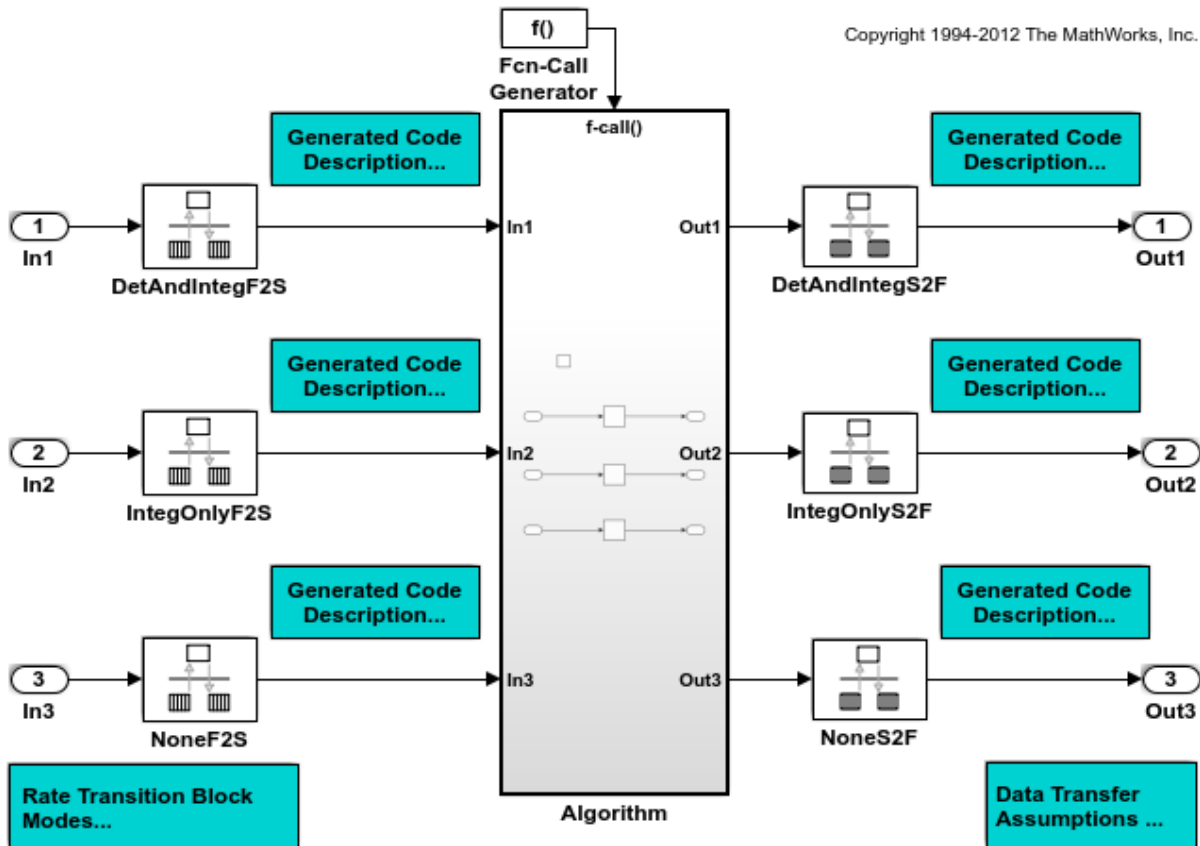 f()
Copyright 1994-2012 The MathWorks, Inc.
Fcn-Call
Generator
f-call()
Generated Code
Description...
Generated Code
Description...
1
In1
DetAndIntegF2S
In1
Out1
DetAndIntegS2F
1
Out1
Generated Code
Description...
Generated Code
Description...
2
In2
IntegOnlyF2S
In2
Out2
IntegOnlyS2F
2
Out2
Generated Code
Description...
Generated Code
Description...
3
In3
NoneF2S
In3
Out3
NoneS2F
3
Out3
Rate Transition Block
Modes...
Algorithm
Data Transfer
Assumptions ...